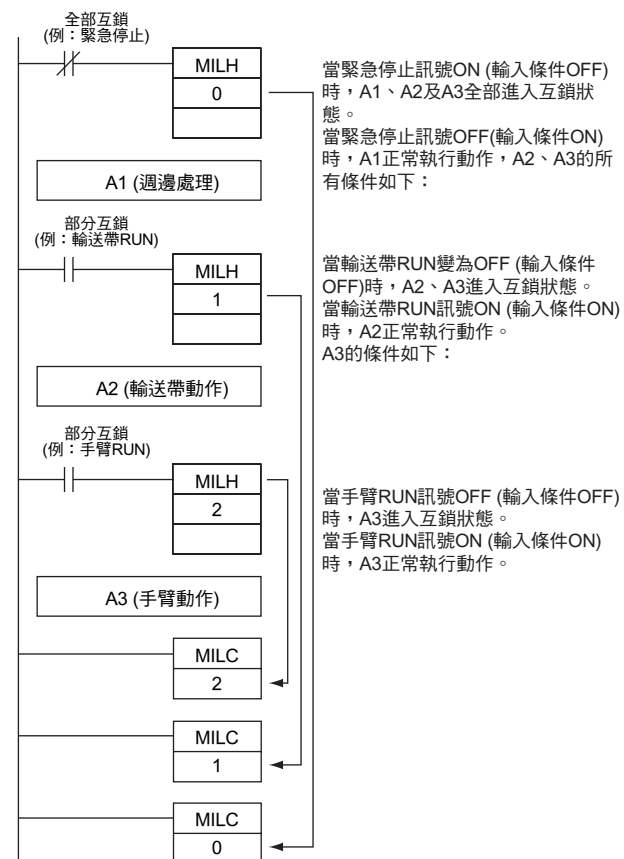 全部互鎖
(例：緊急停止)
MILH
0
當緊急停止訊號ON (輸入條件OFF)
時，A1、A2及A3全部進入互鎖狀
態。
當緊急停止訊號OFF(輸入條件ON)
時，A1正常執行動作，A2、A3的所
有條件如下：
A1 (週邊處理)
部分互鎖
(例：輸送帶RUN)
MILH
1
當輸送帶RUN變為OFF (輸入條件
OFF)時，A2、A3進入互鎖狀態。
當輸送帶RUN訊號ON (輸入條件ON)
時，A2正常執行動作。
A3的條件如下：
A2 (輸送帶動作)
部分互鎖
(例：手臂RUN)
MILH
2
當手臂RUN訊號OFF (輸入條件OFF)
時，A3進入互鎖狀態。
當手臂RUN訊號ON (輸入條件ON)
時，A3正常執行動作。
A3 (手臂動作)
MILC
2
MILC
1
MILC
0